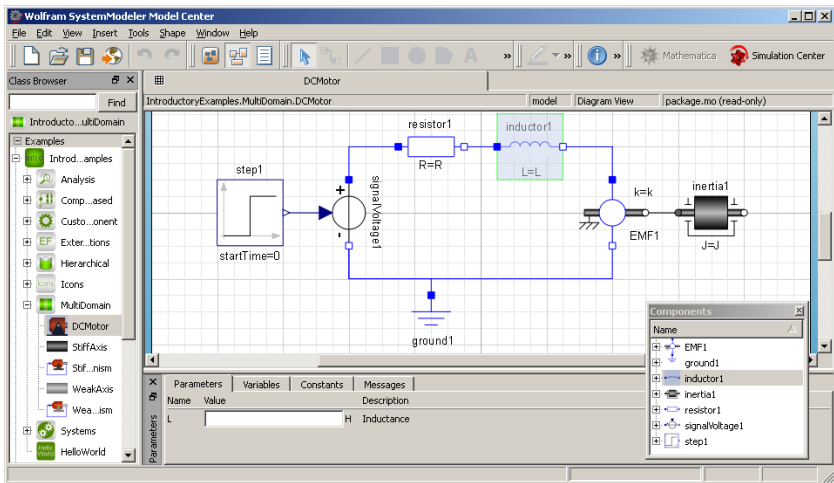 Wolfram SystemModeler Model Center
File Edit View Insert Tools Shape Window Help
A » » » Mathematica Simulation Center
Class Browser
DCMotor
Find
IntroductoryExamples.MultiDomain.DCMotor model Diagram View package.mo (read-only)
Introducto...ultiDomain
Examples
Introd...amples
Analysis
Comp...ased
Custo...onent
EF Exter...tions
Hierarchical
Icons Icons
MultiDomain
DCMotor
StiffAxis
Stif...nism
WeakAxis
Wea...ism
Systems
Hello World HelloWorld
resistor1
R=R
inductor1
L=L
step1
startTime=0
+
-
signalVoltage1
k=k
EMF1
inertia1
J=J
ground1
Components
Name
EMF1
ground1
inductor1
inertia1
resistor1
signalVoltage1
step1
Parameters
Parameters Variables Constants Messages
Name Value Description
L H Inductance